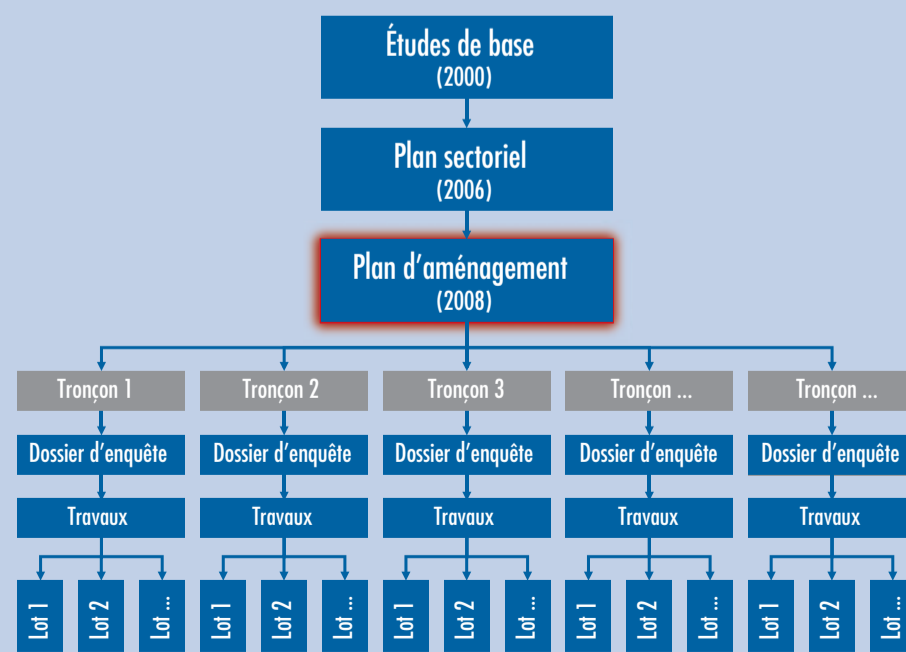 Études de base
(2000)
Plan sectoriel
(2006)
Plan d'aménagement
(2008)
Tronçon 1
Tronçon 2
Tronçon 3
Tronçon ...
Tronçon ...
Dossier d'enquête
Dossier d'enquête
Dossier d'enquête
Dossier d'enquête
Dossier d'enquête
Travaux
Travaux
Travaux
Travaux
Travaux
Lot 1
Lot 2
Lot ...
Lot 1
Lot 2
Lot ...
Lot 1
Lot 2
Lot ...
Lot 1
Lot 2
Lot ...
Lot 1
Lot 2
Lot ...